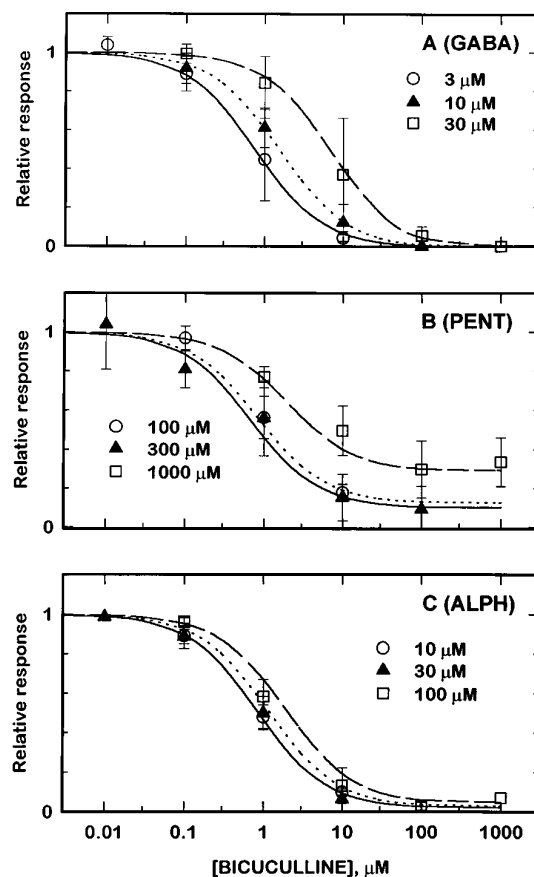 A (GABA)
3 μM
10 μM
30 μM
1
0
Relative response
B (PENT)
100 μM
300 μM
1000 μM
1
0
Relative response
C (ALPH)
10 μM
30 μM
100 μM
1
0
Relative response
0.01 0.1 1 10 100 1000
[BICUCULLINE], μM